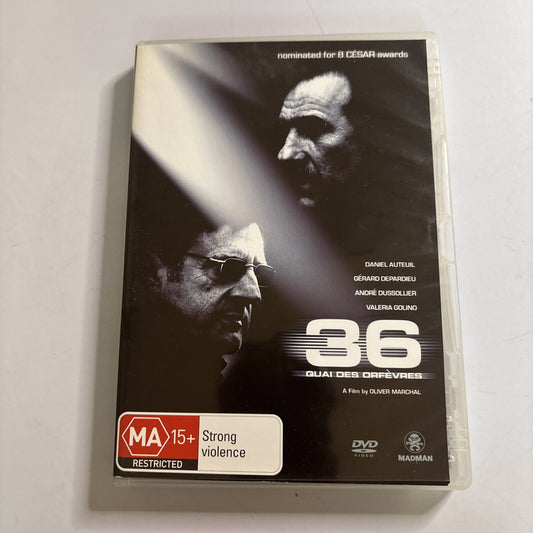 nominated for 8 CÉSAR awards
DANIEL AUTEUIL
GÉRARD DEPARDIEU
ANDRÉ DUSSOLLIER
VALERIA GOLINO
36
QUAI DES ORFÈVRES
A Film by OLIVER MARCHAL
MA 15+
Strong
violence
RESTRICTED
DVD
VIDEO
MADMAN